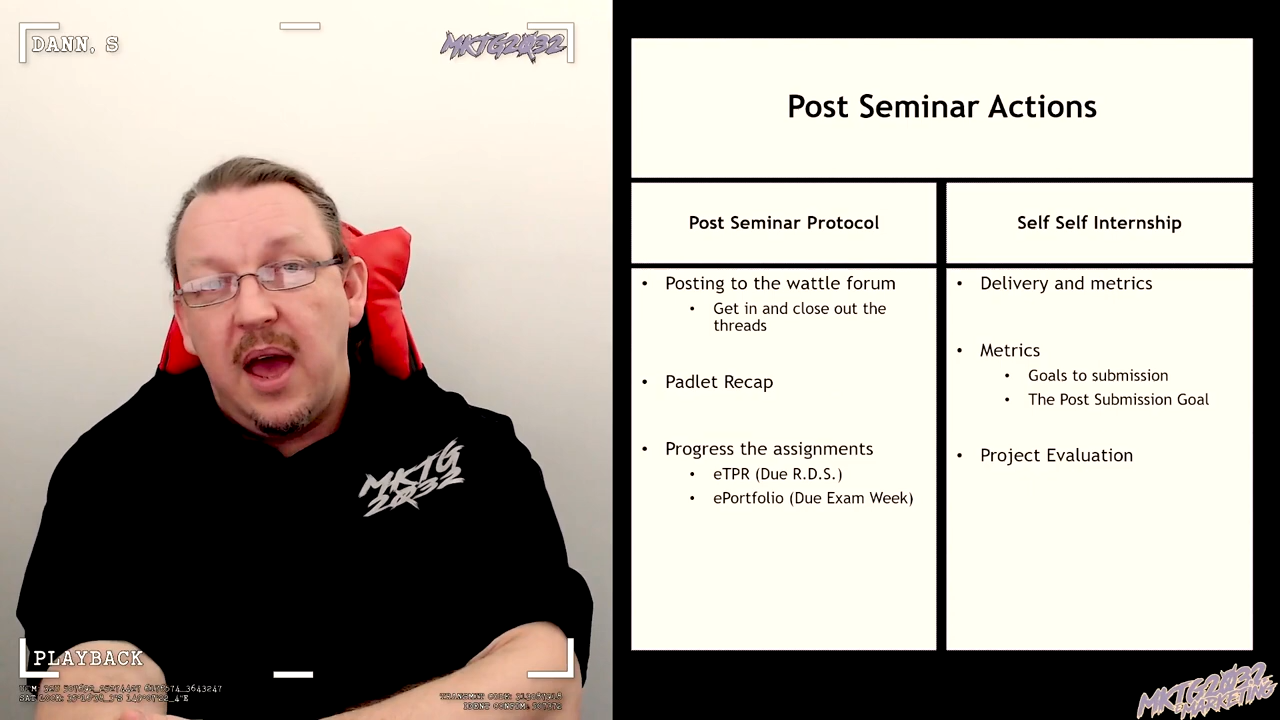 DANN, S
MKTG2032
Post Seminar Actions
Post Seminar Protocol
Self Self Internship
• Posting to the wattle forum
• Get in and close out the
threads
• Padlet Recap
• Progress the assignments
• eTPR (Due R.D.S.)
• ePortfolio (Due Exam Week)
• Delivery and metrics
• Metrics
• Goals to submission
• The Post Submission Goal
• Project Evaluation
MKTG
2032
PLAYBACK
MKTG2032
EMARKETING